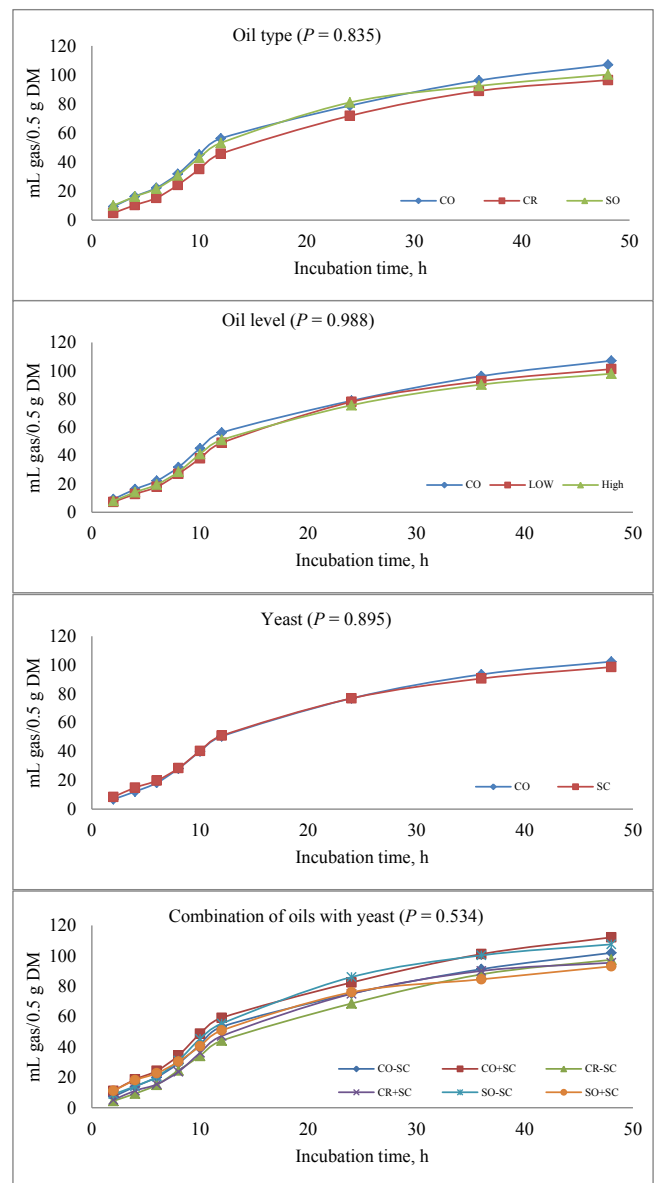 Oil type (P = 0.835)
mL gas/0.5 g DM
120
100
80
60
40
20
0
CO CR SO
0 10 20 30 40 50
Incubation time, h
Oil level (P = 0.988)
mL gas/0.5 g DM
120
100
80
60
40
20
0
CO LOW High
0 10 20 30 40 50
Incubation time, h
Yeast (P = 0.895)
mL gas/0.5 g DM
120
100
80
60
40
20
0
CO SC
0 10 20 30 40 50
Incubation time, h
Combination of oils with yeast (P = 0.534)
mL gas/0.5 g DM
120
100
80
60
40
20
0
CO-SC CO+SC CR-SC
CR+SC SO-SC SO+SC
0 10 20 30 40 50
Incubation time, h